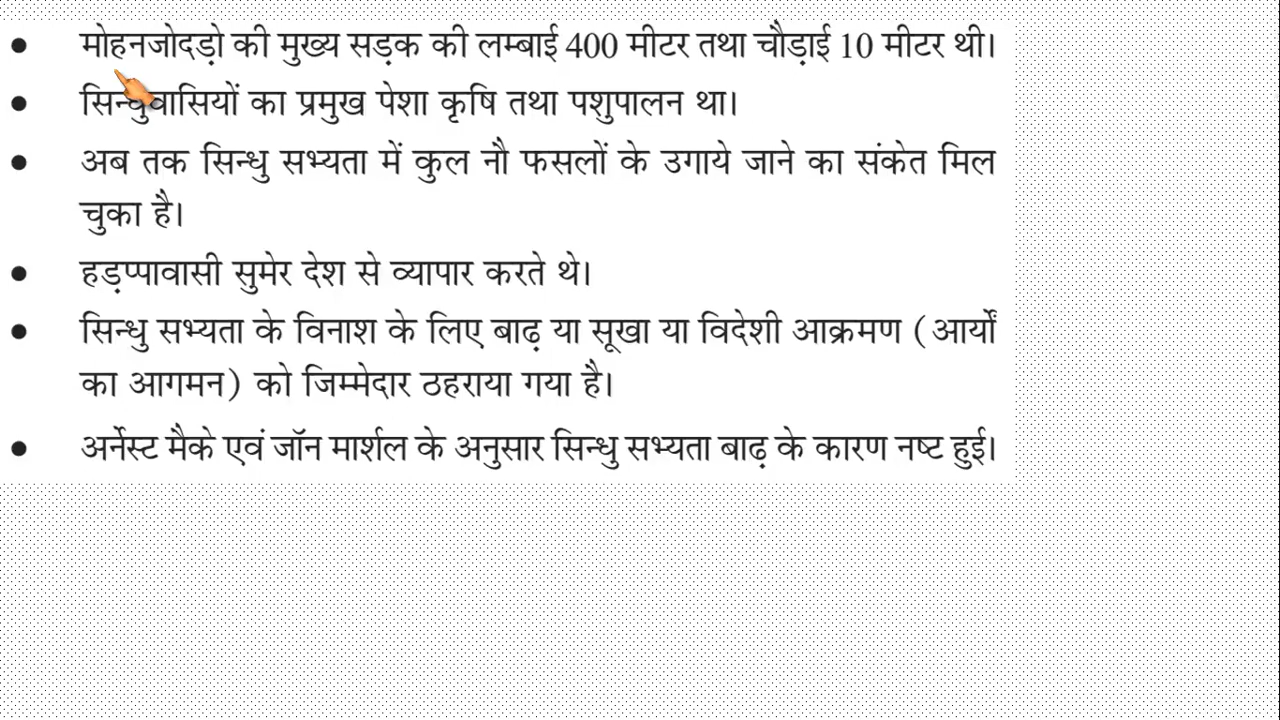 • मोहनजोदड़ो की मुख्य सड़क की लम्बाई 400 मीटर तथा चौड़ाई 10 मीटर थी।
• सिन्धुवासियों का प्रमुख पेशा कृषि तथा पशुपालन था।
• अब तक सिन्धु सभ्यता में कुल नौ फसलों के उगाये जाने का संकेत मिल
चुका है।
• हड़प्पावासी सुमेर देश से व्यापार करते थे।
• सिन्धु सभ्यता के विनाश के लिए बाढ़ या सूखा या विदेशी आक्रमण (आर्यों
का आगमन) को जिम्मेदार ठहराया गया है।
• अर्नेस्ट मैके एवं जॉन मार्शल के अनुसार सिन्धु सभ्यता बाढ़ के कारण नष्ट हुई।